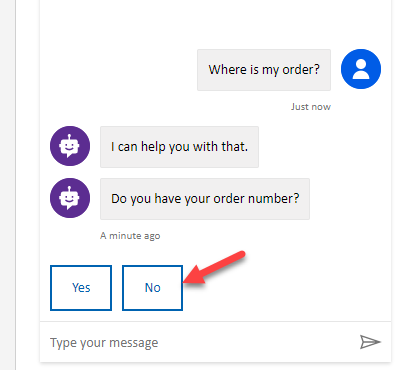 Where is my order?
Just now
I can help you with that.
Do you have your order number?
A minute ago
Yes No
Type your message